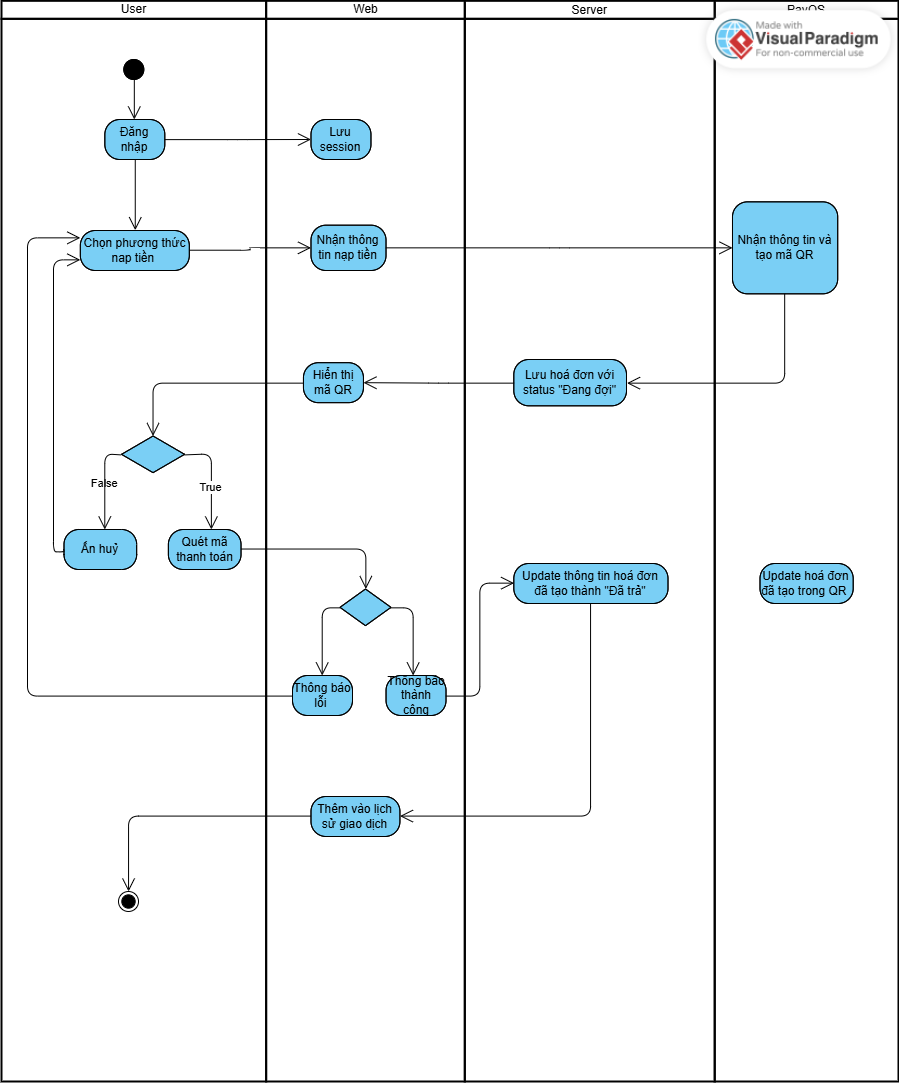 User
Web
Server
PayOS
Made with
Visual Paradigm
For non-commercial use
Đăng
nhập
Lưu
session
Chọn phương thức
nạp tiền
Nhận thông
tin nạp tiền
Nhận thông tin và
tạo mã QR
Hiển thị
mã QR
Lưu hoá đơn với
status "Đang đợi"
False
True
Ấn huỷ
Quét mã
thanh toán
Update thông tin hoá đơn
đã tạo thành "Đã trả"
Update hoá đơn
đã tạo trong QR
Thông báo
lỗi
Thông báo
thành
công
Thêm vào lịch
sử giao dịch